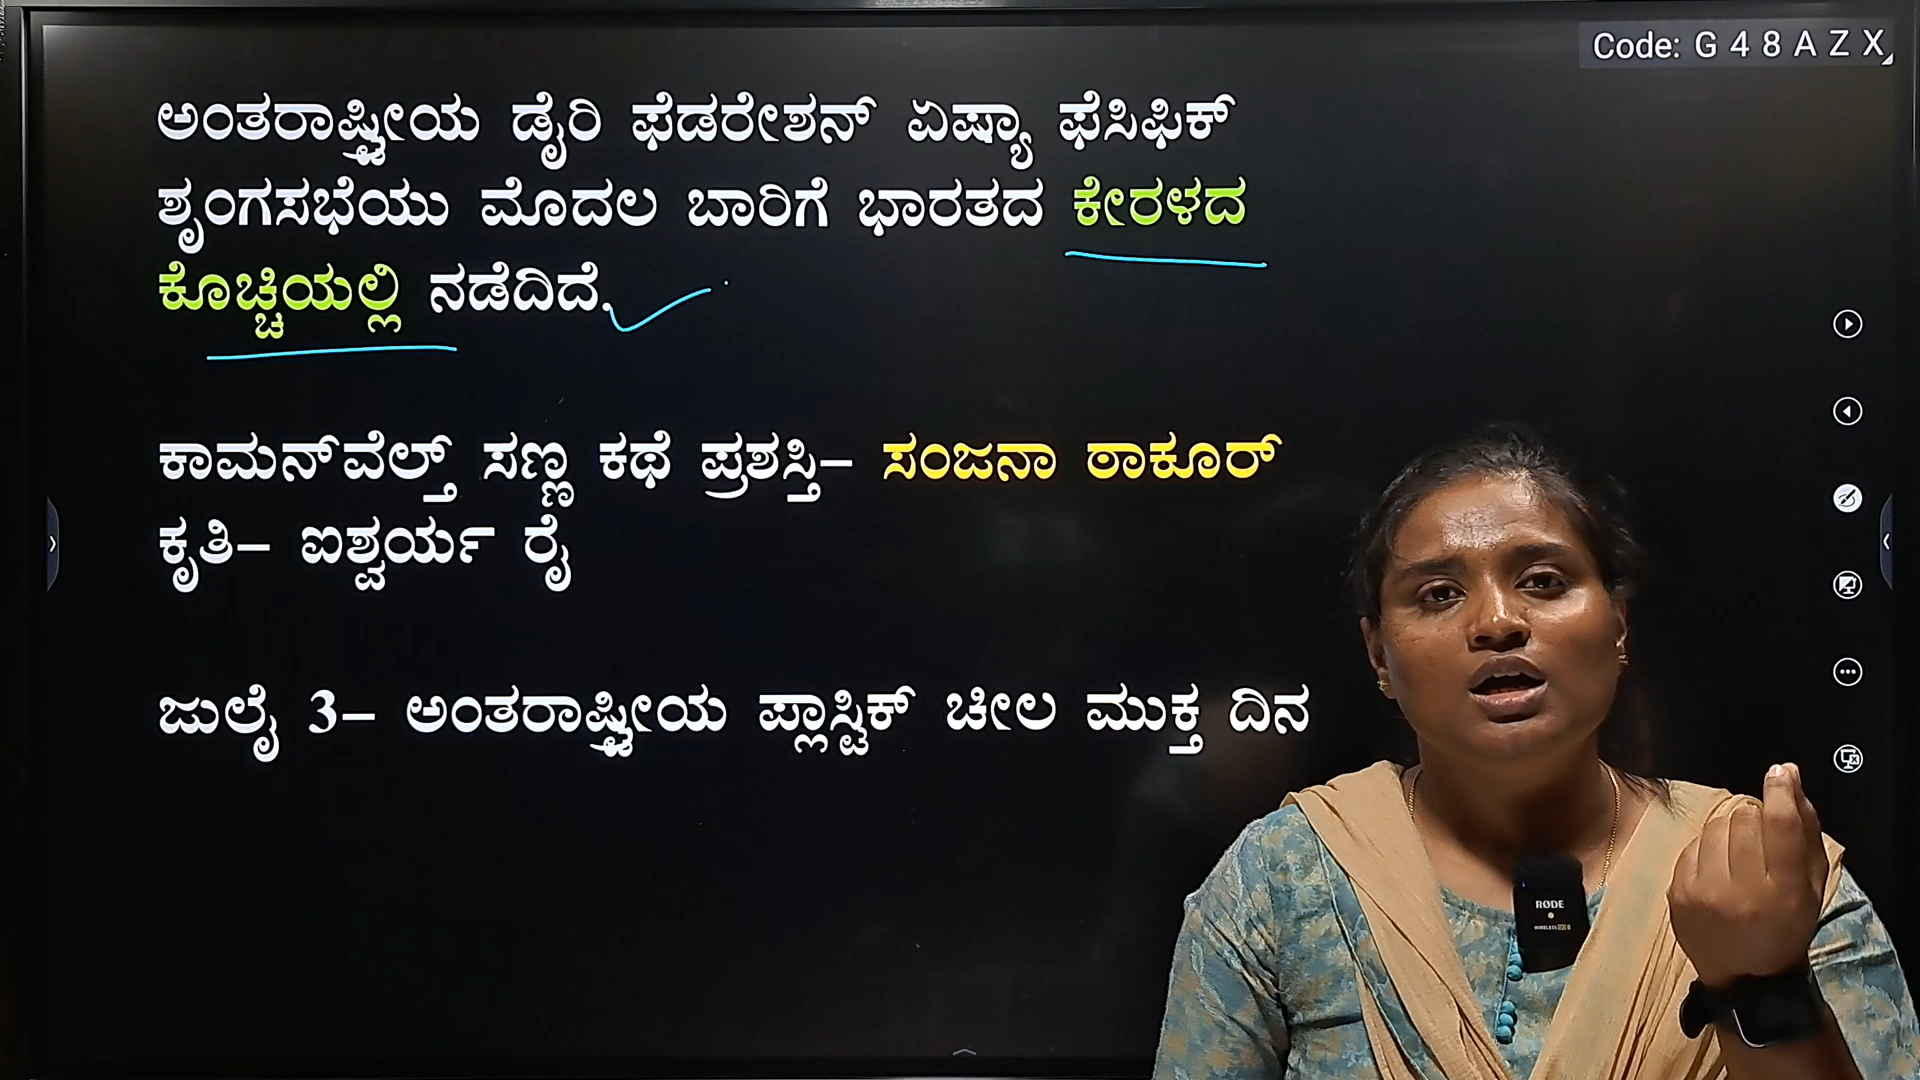 Code: G 4 8 A Z X
ಅಂತರಾಷ್ಟ್ರೀಯ ಡೈರಿ ಫೆಡರೇಶನ್ ಏಷ್ಯಾ ಫೆಸಿಫಿಕ್
ಶೃಂಗಸಭೆಯು ಮೊದಲ ಬಾರಿಗೆ ಭಾರತದ ಕೇರಳದ
ಕೊಚ್ಚಿಯಲ್ಲಿ ನಡೆದಿದೆ.
ಕಾಮನ್‌ವೆಲ್ತ್ ಸಣ್ಣ ಕಥೆ ಪ್ರಶಸ್ತಿ– ಸಂಜನಾ ಠಾಕೂರ್
ಕೃತಿ– ಐಶ್ವರ್ಯ ರೈ
ಜುಲೈ 3– ಅಂತರಾಷ್ಟ್ರೀಯ ಪ್ಲಾಸ್ಟಿಕ್ ಚೀಲ ಮುಕ್ತ ದಿನ
RØDE